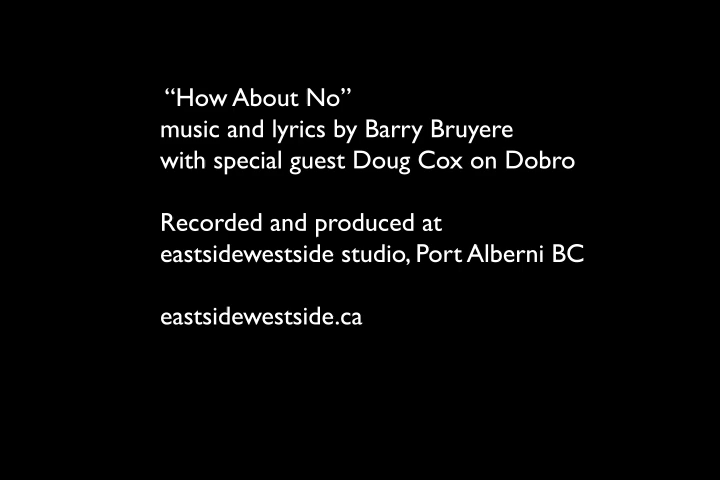 “How About No”
music and lyrics by Barry Bruyere
with special guest Doug Cox on Dobro
Recorded and produced at
eastsidewestside studio, Port Alberni BC
eastsidewestside.ca